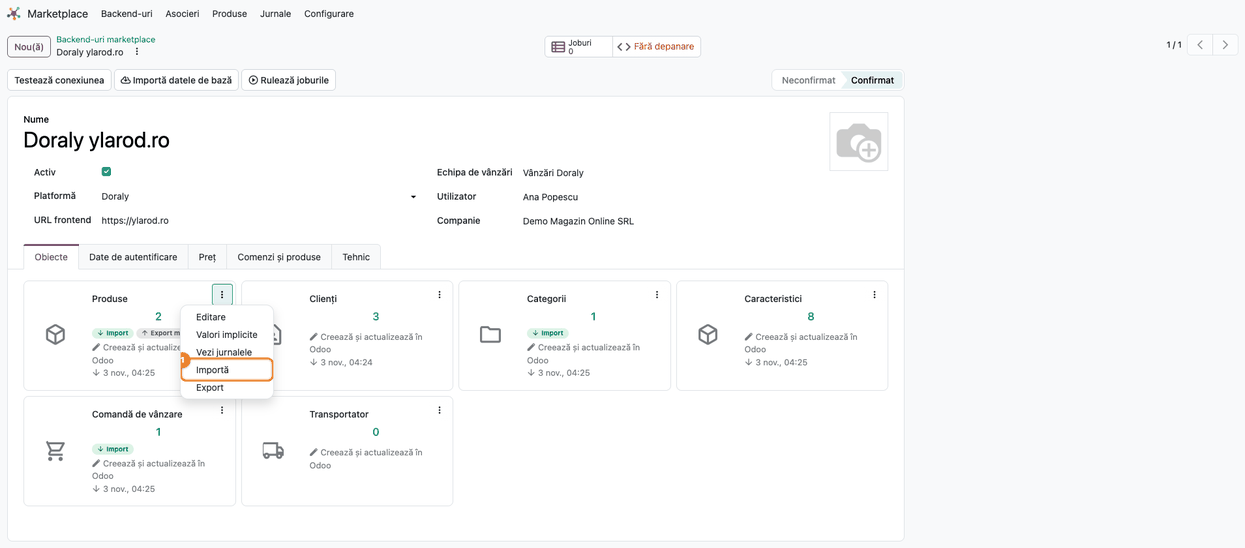 Marketplace Backend-uri Asocieri Produse Jurnale Configurare
Nou(ă)
Backend-uri marketplace
Doraly ylarod.ro
Joburi
0
Fără depanare
1 / 1
Testează conexiunea Importă datele de bază Rulează joburile
Neconfirmat Confirmat
Nume
Doraly ylarod.ro
Activ
Platformă Doraly
URL frontend https://ylarod.ro
Echipa de vânzări Vânzări Doraly
Utilizator Ana Popescu
Companie Demo Magazin Online SRL
Obiecte Date de autentificare Preț Comenzi și produse Tehnic
Produse
2
Import Export m
Creează și actualize
Odoo
3 nov., 04:25
Editare
Valori implicite
Vezi jurnalele
1
Importă
Export
Clienți
3
Creează și actualizează în
Odoo
3 nov., 04:24
Categorii
1
Import
Creează și actualizează în
Odoo
3 nov., 04:25
Caracteristici
8
Creează și actualizează în
Odoo
3 nov., 04:25
Comandă de vânzare
1
Import
Creează și actualizează în
Odoo
3 nov., 04:25
Transportator
0
Creează și actualizează în
Odoo